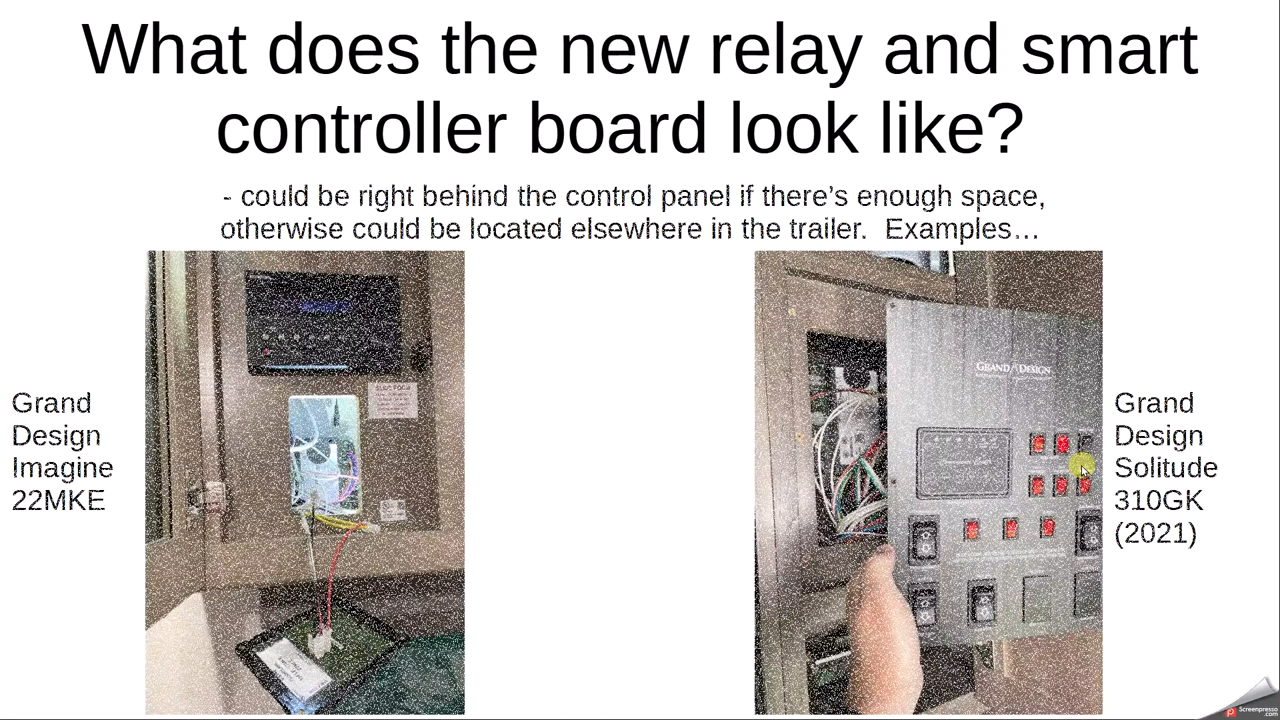 What does the new relay and smart
controller board look like?
- could be right behind the control panel if there's enough space,
otherwise could be located elsewhere in the trailer.  Examples…
Grand
Design
Imagine
22MKE
GRAND DESIGN
Grand
Design
Solitude
310GK
(2021)
Screenpresso
.com